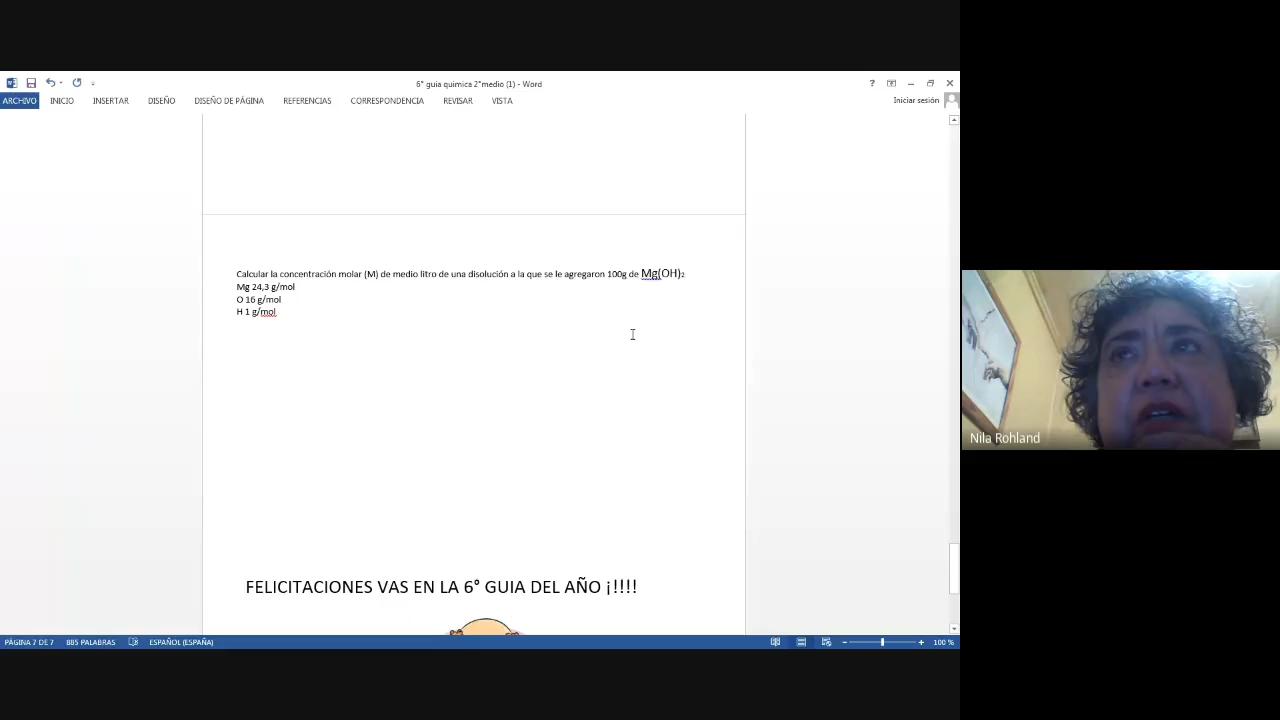 6° guia quimica 2°medio (1) - Word
ARCHIVO INICIO INSERTAR DISEÑO DISEÑO DE PÁGINA REFERENCIAS CORRESPONDENCIA REVISAR VISTA
Iniciar sesión
Calcular la concentración molar (M) de medio litro de una disolución a la que se le agregaron 100g de Mg(OH)2
Mg 24,3 g/mol
O 16 g/mol
H 1 g/mol
Nila Rohland
FELICITACIONES VAS EN LA 6° GUIA DEL AÑO ¡!!!!
PÁGINA 7 DE 7 885 PALABRAS ESPAÑOL (ESPAÑA) 100 %